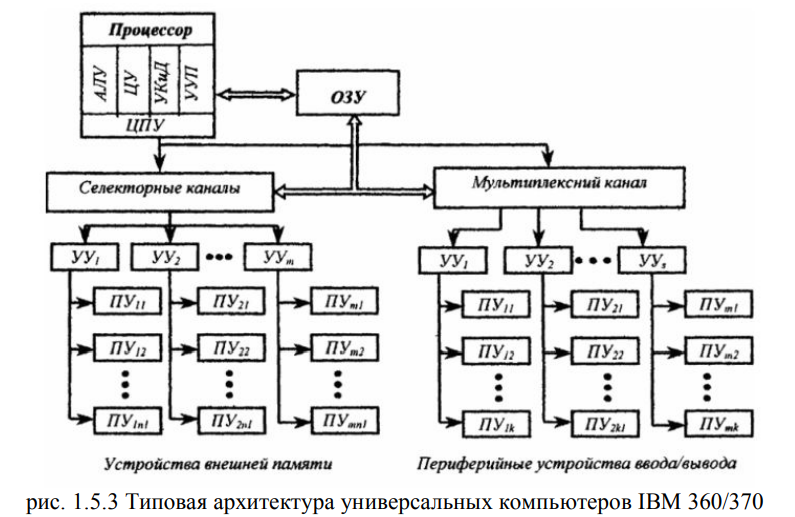 Процессор
АЛУ
ЦУ
УКиД
УУП
ЦПУ
ОЗУ
Селекторные каналы
Мультиплексний канал
УУ₁ УУ₂ ••• УУₘ
УУ₁ УУ₂ ••• УУₛ
ПУ₁₁ ПУ₂₁ ПУₘ₁
ПУ₁₁ ПУ₂₁ ПУₘ₁
ПУ₁₂ ПУ₂₂ ПУₘ₂
ПУ₁₂ ПУ₂₂ ПУₘ₂
ПУ₁ₙ₁ ПУ₂ₙ₁ ПУₘₙ₁
ПУ₁ₖ ПУ₂ₖ₁ ПУₘₖ
Устройства внешней памяти
Периферийные устройства ввода/вывода
рис. 1.5.3 Типовая архитектура универсальных компьютеров IBM 360/370